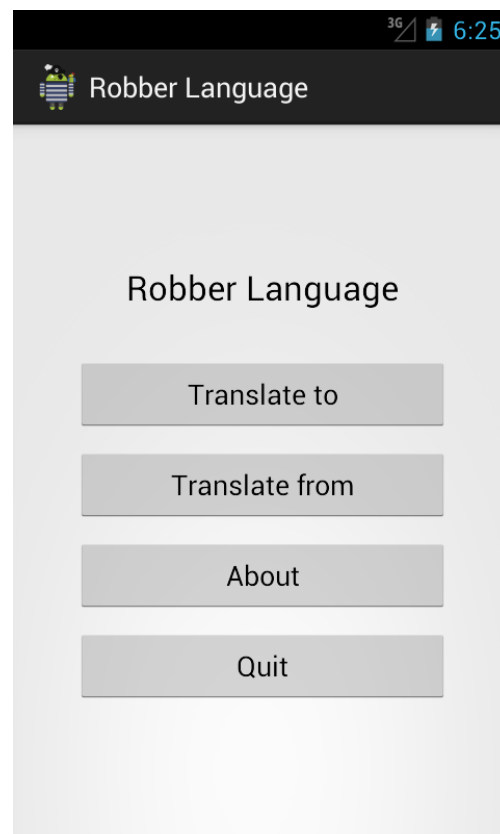 3G 6:25
Robber Language
Robber Language
Translate to
Translate from
About
Quit